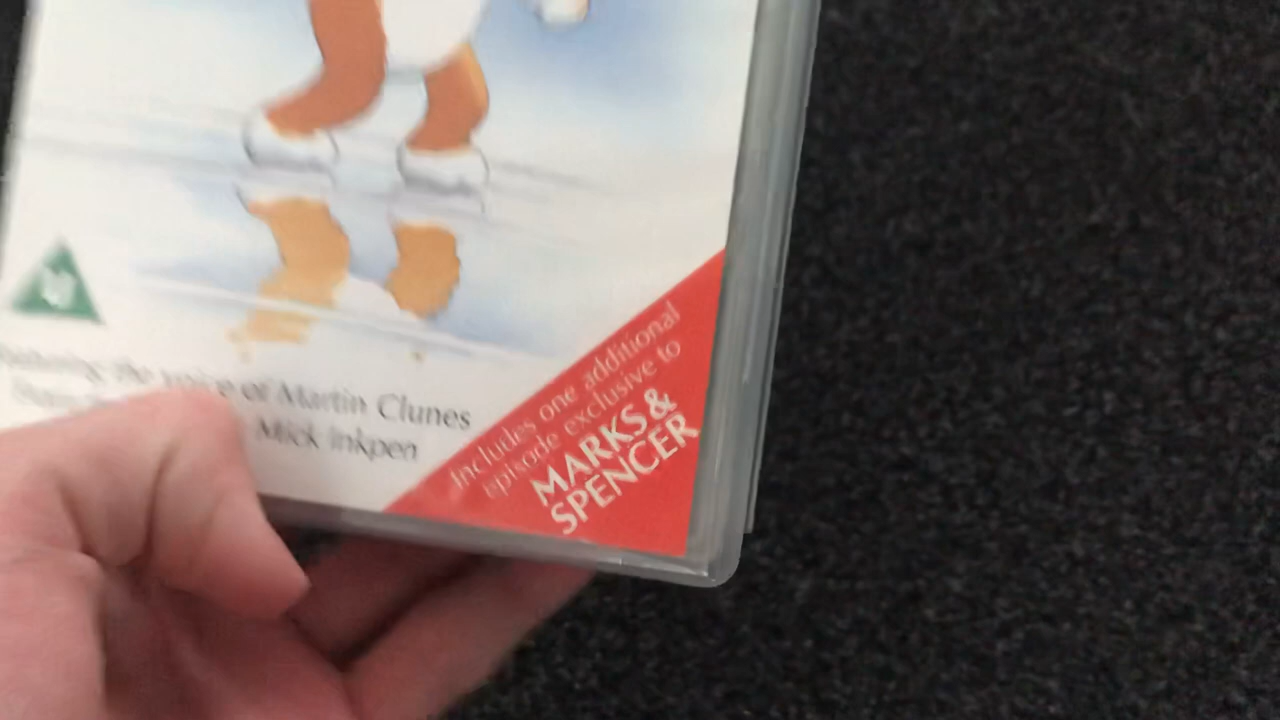 the voice of Martin Clunes
Mick Inkpen
Includes one additional
episode exclusive to
MARKS &
SPENCER